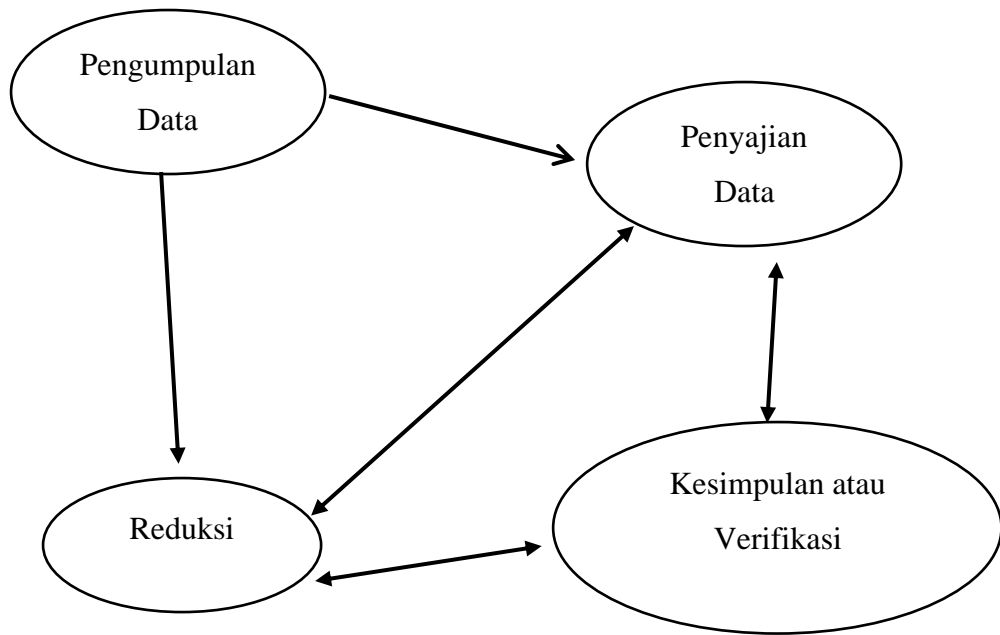 Pengumpulan
Data
Penyajian
Data
Reduksi
Kesimpulan atau
Verifikasi